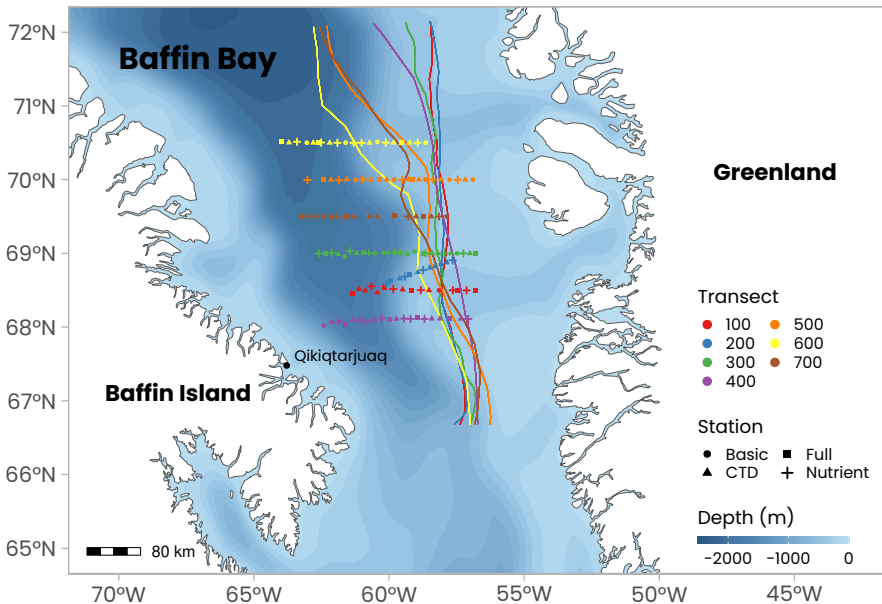 72°N
71°N
70°N
69°N
68°N
67°N
66°N
65°N
Baffin Bay
Greenland
Qikiqtarjuaq
Baffin Island
80 km
Transect
100 500
200 600
300 700
400
Station
Basic Full
CTD Nutrient
Depth (m)
-2000 -1000 0
70°W 65°W 60°W 55°W 50°W 45°W